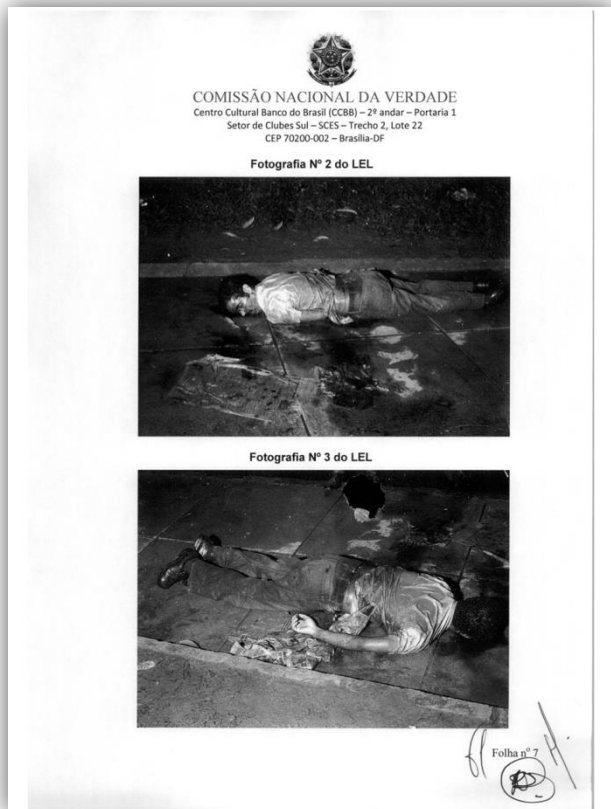 COMISSÃO NACIONAL DA VERDADE
Centro Cultural Banco do Brasil (CCBB) – 2º andar – Portaria 1
Setor de Clubes Sul – SCES – Trecho 2, Lote 22
CEP 70200-002 – Brasília-DF
Fotografia Nº 2 do LEL
Fotografia Nº 3 do LEL
Folha nº 7